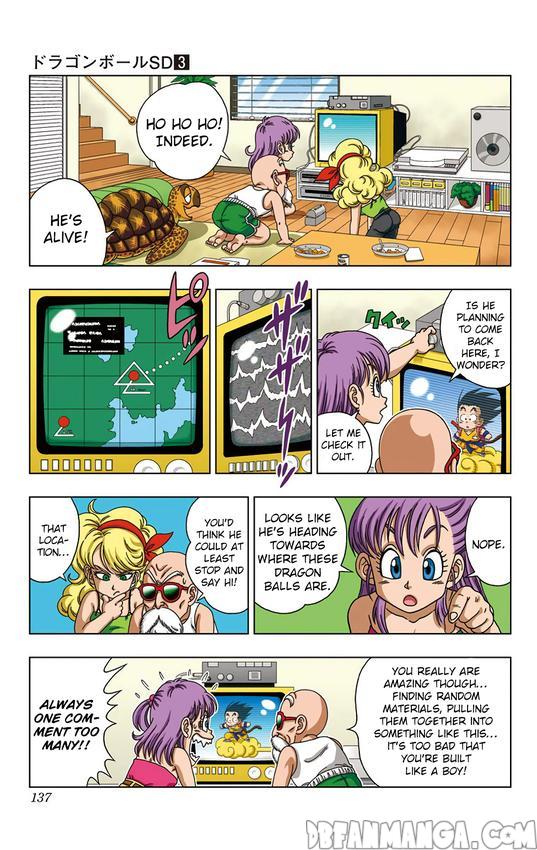 ドラゴンボールSD 3
HO HO HO!
INDEED.
HE'S
ALIVE!
ピピッ
ザザザザ
クイッ
IS HE
PLANNING
TO COME
BACK
HERE, I
WONDER?
LET ME
CHECK IT
OUT.
THAT
LOCA-
TION...
YOU'D
THINK HE
COULD AT
LEAST
STOP AND
SAY HI!
LOOKS LIKE
HE'S HEADING
TOWARDS
WHERE THESE
DRAGON
BALLS ARE.
NOPE.
ALWAYS
ONE COM-
MENT TOO
MANY!!
YOU REALLY ARE
AMAZING THOUGH...
FINDING RANDOM
MATERIALS, PULLING
THEM TOGETHER INTO
SOMETHING LIKE THIS...
IT'S TOO BAD THAT
YOU'RE BUILT
LIKE A BOY!
137
DBFANMANGA.COM